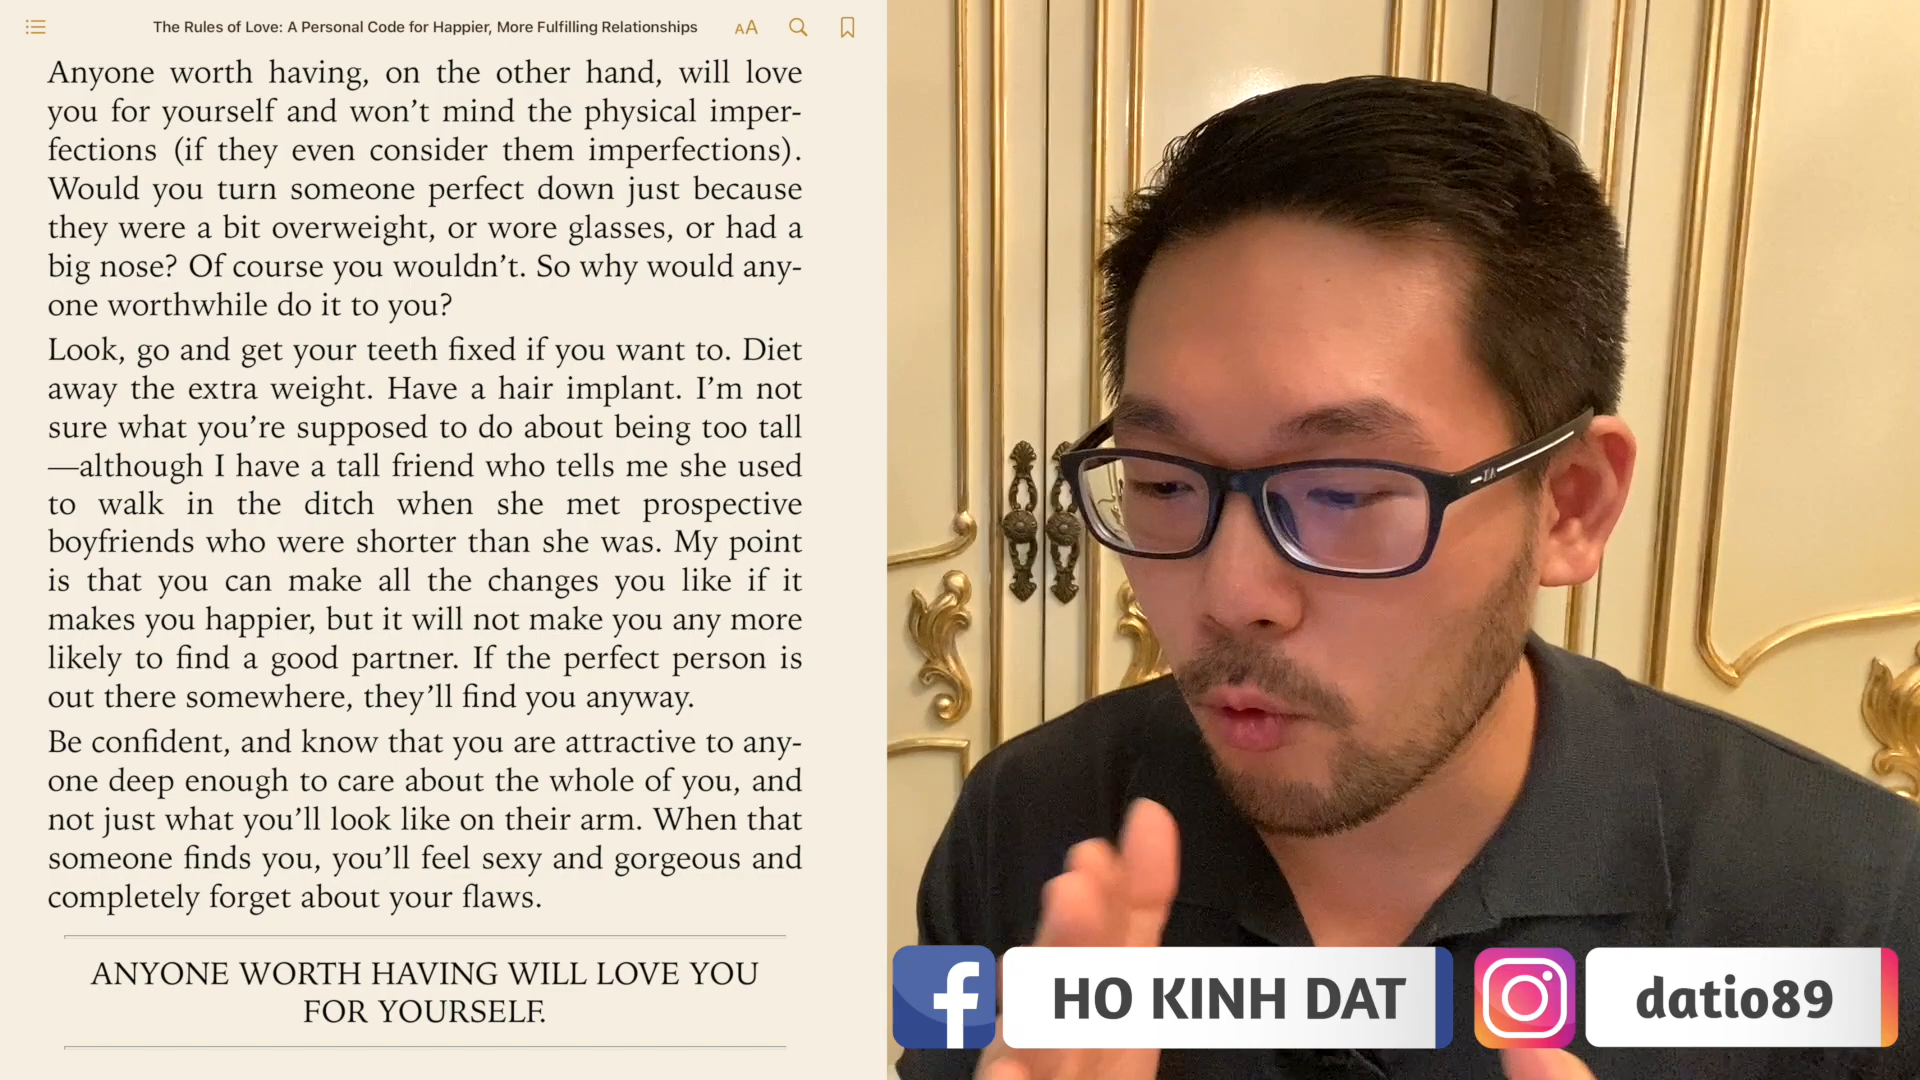 The Rules of Love: A Personal Code for Happier, More Fulfilling Relationships
AA
Anyone worth having, on the other hand, will love
you for yourself and won’t mind the physical imper-
fections (if they even consider them imperfections).
Would you turn someone perfect down just because
they were a bit overweight, or wore glasses, or had a
big nose? Of course you wouldn’t. So why would any-
one worthwhile do it to you?
Look, go and get your teeth fixed if you want to. Diet
away the extra weight. Have a hair implant. I’m not
sure what you’re supposed to do about being too tall
—although I have a tall friend who tells me she used
to walk in the ditch when she met prospective
boyfriends who were shorter than she was. My point
is that you can make all the changes you like if it
makes you happier, but it will not make you any more
likely to find a good partner. If the perfect person is
out there somewhere, they’ll find you anyway.
Be confident, and know that you are attractive to any-
one deep enough to care about the whole of you, and
not just what you’ll look like on their arm. When that
someone finds you, you’ll feel sexy and gorgeous and
completely forget about your flaws.
ANYONE WORTH HAVING WILL LOVE YOU
FOR YOURSELF.
HO KINH DAT
datio89